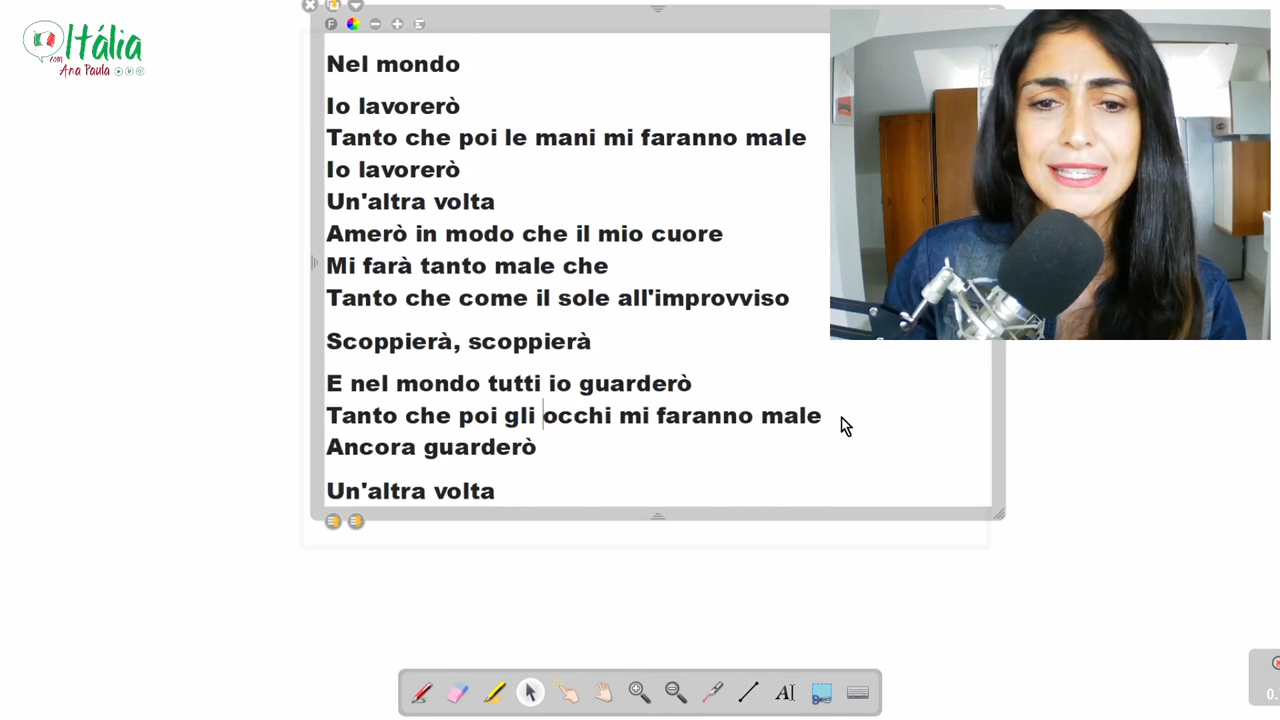 Itália
com
Ana Paula
F
Nel mondo
Io lavorerò
Tanto che poi le mani mi faranno male
Io lavorerò
Un'altra volta
Amerò in modo che il mio cuore
Mi farà tanto male che
Tanto che come il sole all'improvviso
Scoppierà, scoppierà
E nel mondo tutti io guarderò
Tanto che poi gli occhi mi faranno male
Ancora guarderò
Un'altra volta
AI
0.